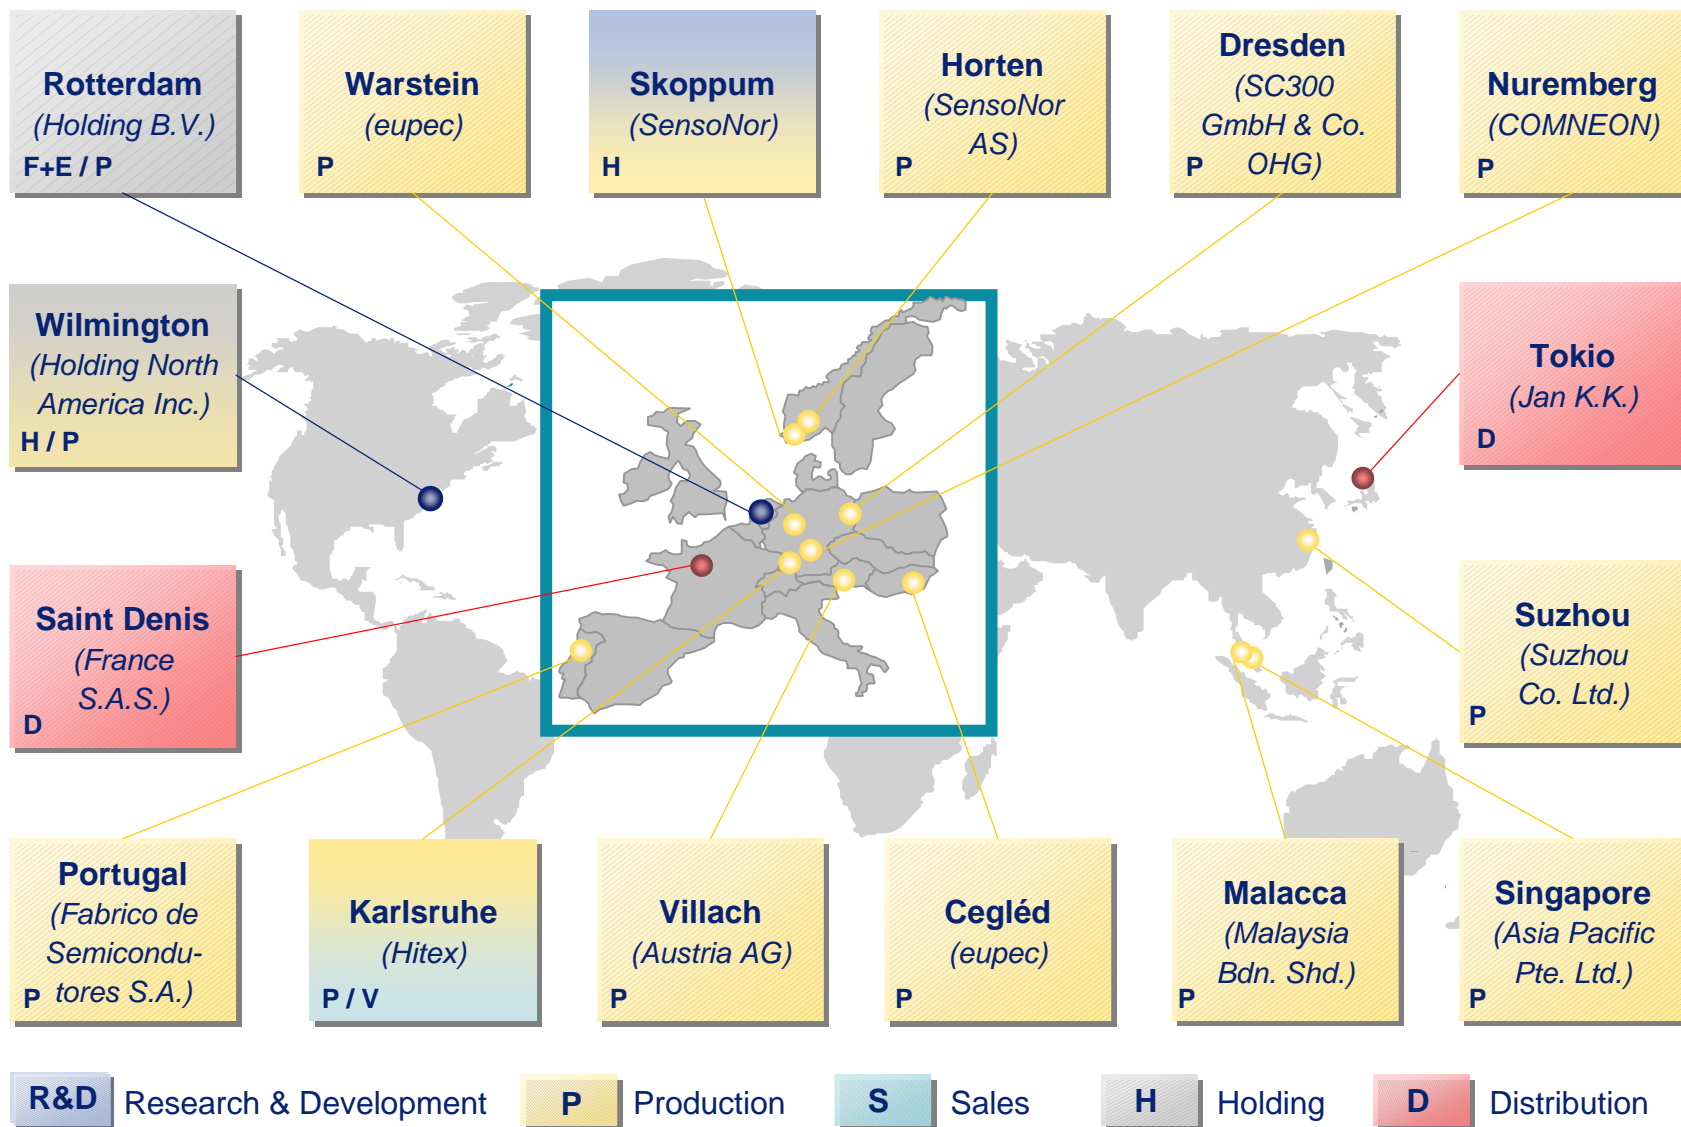 Rotterdam
(Holding B.V.)
F+E / P
Warstein
(eupec)
P
Skoppum
(SensoNor)
H
Horten
(SensoNor
AS)
P
Dresden
(SC300
GmbH & Co.
OHG)
P
Nuremberg
(COMNEON)
P
Wilmington
(Holding North
America Inc.)
H / P
Tokio
(Jan K.K.)
D
Saint Denis
(France
S.A.S.)
D
Suzhou
(Suzhou
Co. Ltd.)
P
Portugal
(Fabrico de
Semicondu-
tores S.A.)
P
Karlsruhe
(Hitex)
P / V
Villach
(Austria AG)
P
Cegléd
(eupec)
P
Malacca
(Malaysia
Bdn. Shd.)
P
Singapore
(Asia Pacific
Pte. Ltd.)
P
R&D Research & Development
P Production
S Sales
H Holding
D Distribution